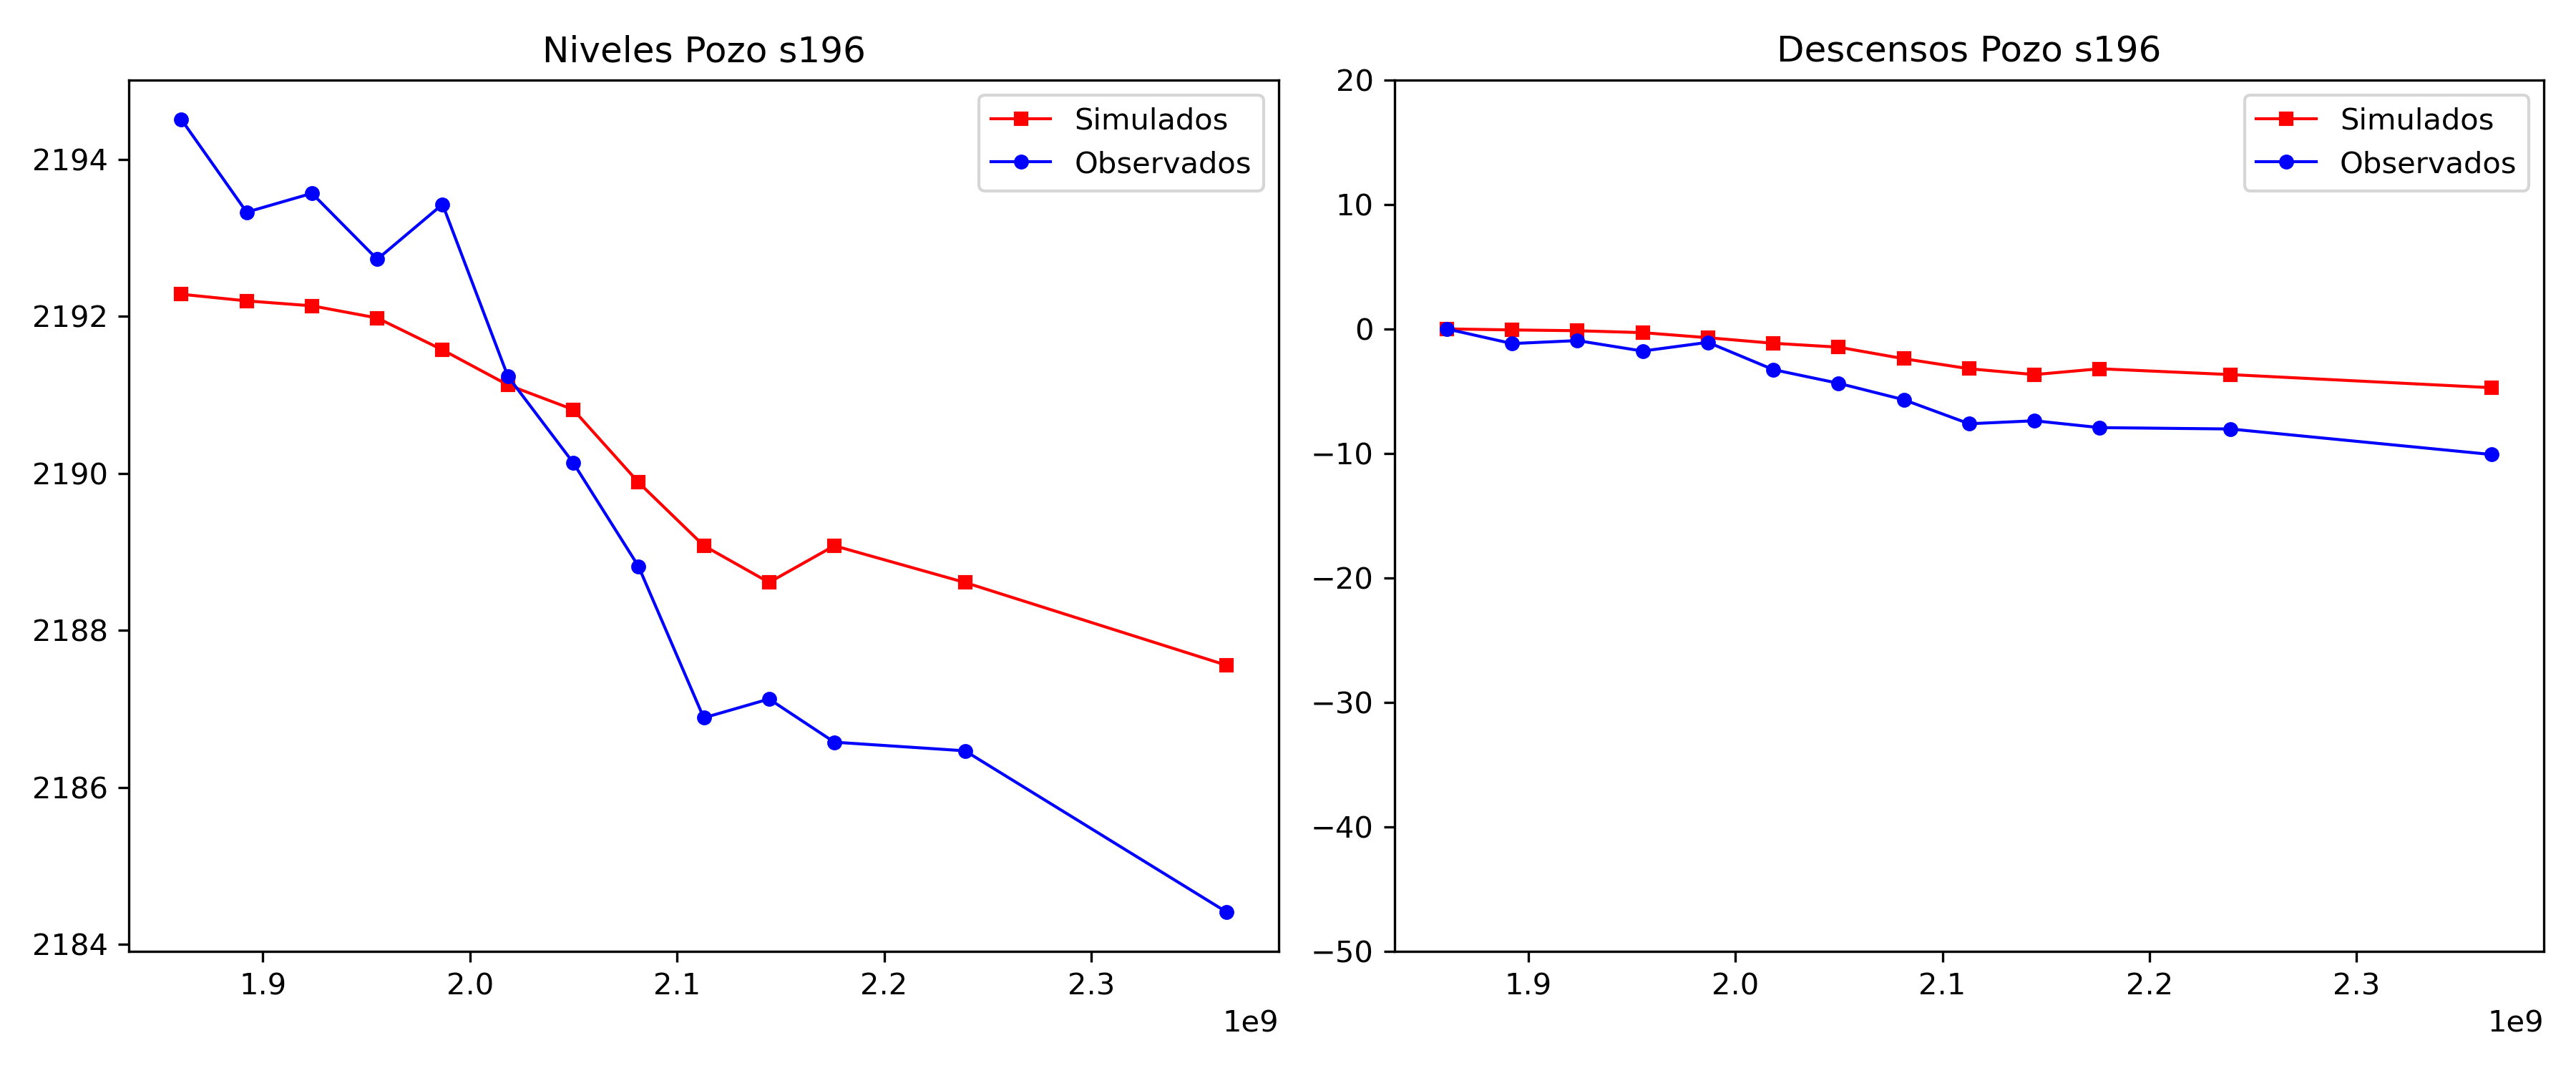 Niveles Pozo s196
Simulados
Observados
2194
2192
2190
2188
2186
2184
1.9 2.0 2.1 2.2 2.3
1e9
Descensos Pozo s196
Simulados
Observados
20
10
0
−10
−20
−30
−40
−50
1.9 2.0 2.1 2.2 2.3
1e9